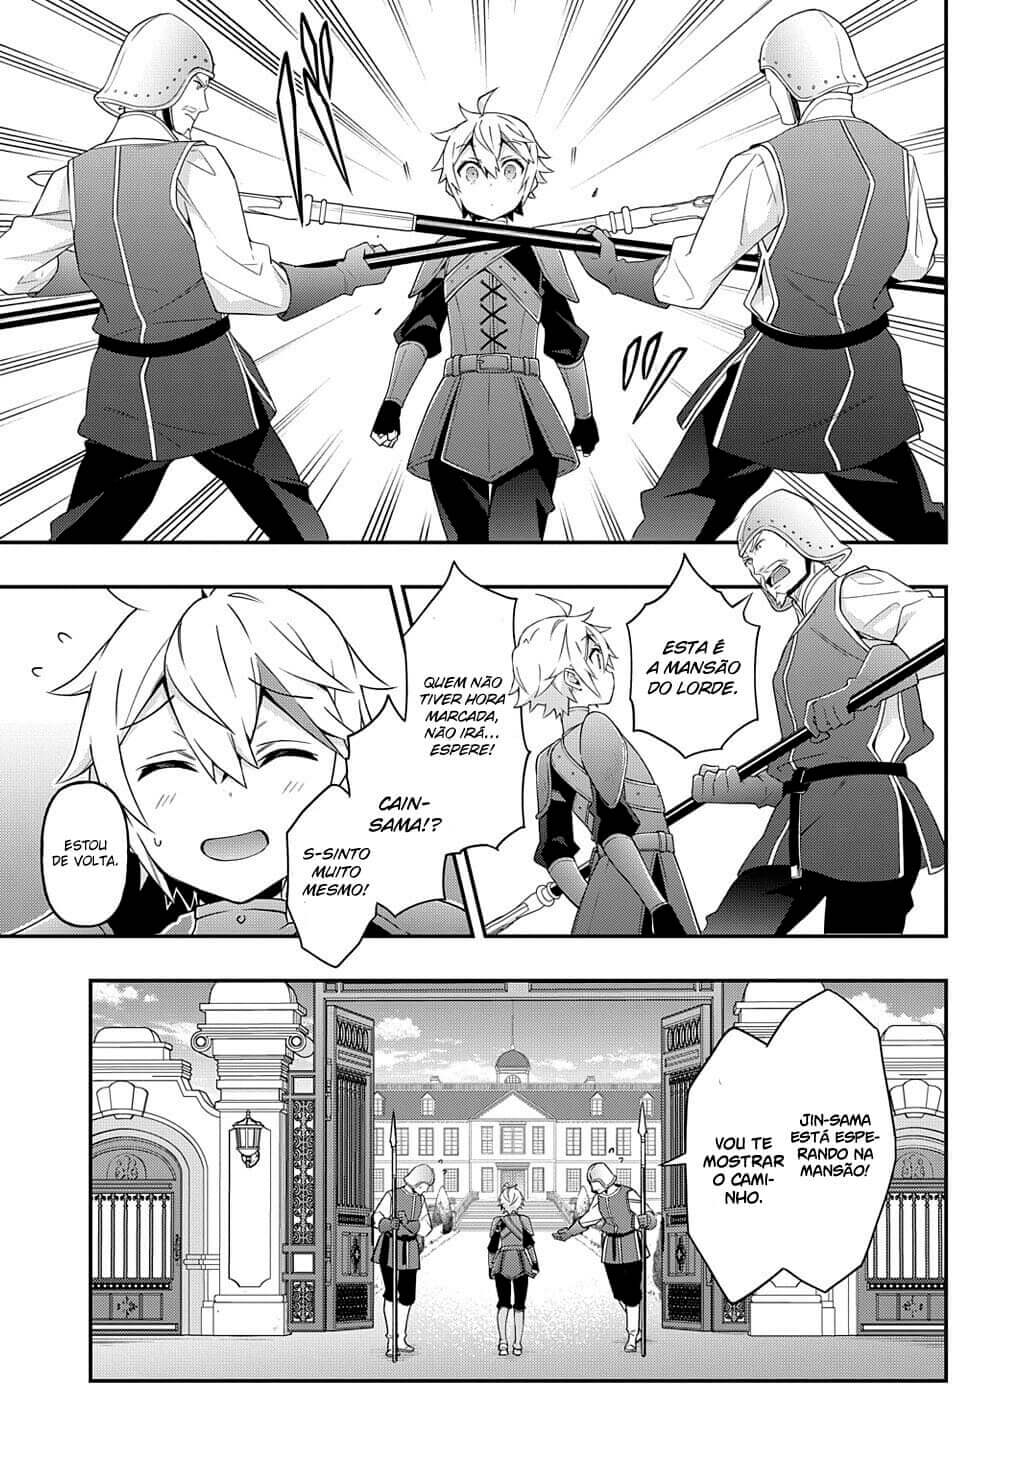 ESTA É
A MANSÃO
DO LORDE.
QUEM NÃO
TIVER HORA
MARCADA,
NÃO IRÁ...
ESPERE!
CAIN-
SAMA!?
S-SINTO
MUITO
MESMO!
ESTOU
DE VOLTA.
JIN-SAMA
ESTÁ ESPE-
RANDO NA
MANSÃO!
VOU TE
MOSTRAR
O CAMI-
NHO.